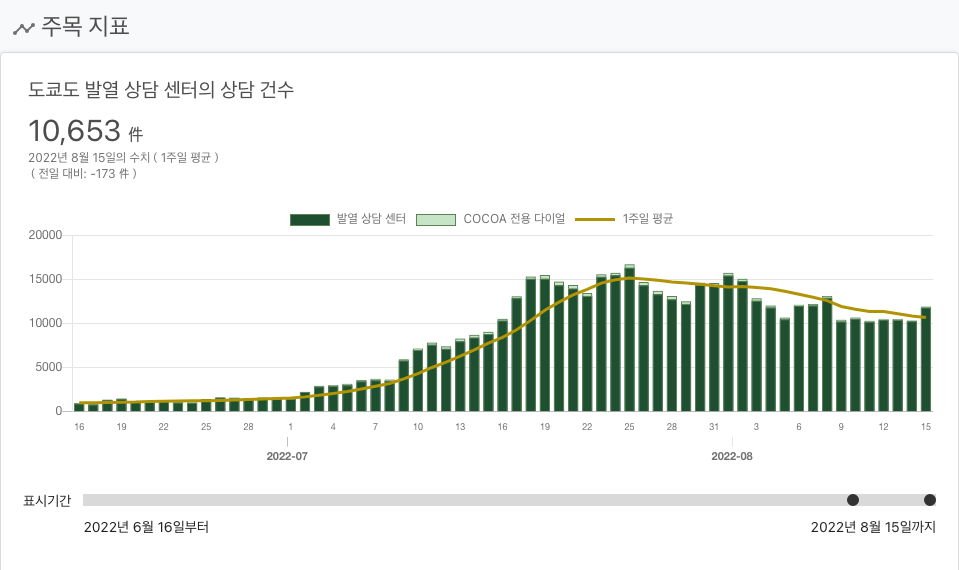 주목 지표
도쿄도 발열 상담 센터의 상담 건수
10,653 件
2022년 8월 15일의 수치 ( 1주일 평균 )
( 전일 대비: -173 件 )
발열 상담 센터 COCOA 전용 다이얼 1주일 평균
20000
15000
10000
5000
0
16 19 22 25 28 1 4 7 10 13 16 19 22 25 28 31 3 6 9 12 15
2022-07 2022-08
표시기간
2022년 6월 16일부터 2022년 8월 15일까지